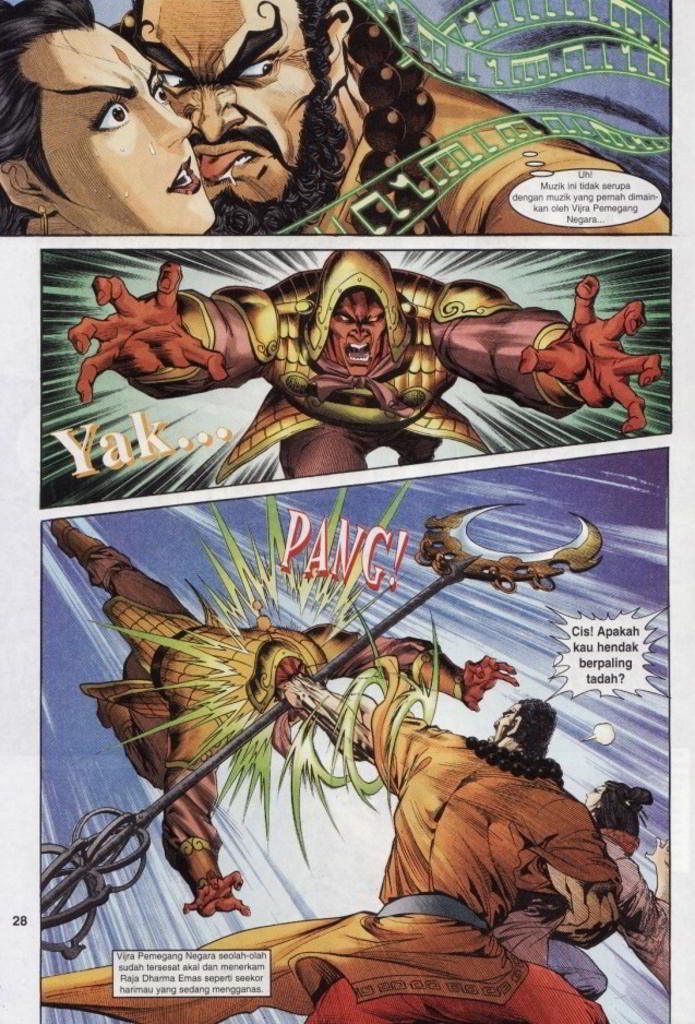 Uh!
Muzik ini tidak serupa
dengan muzik yang pernah dimain-
kan oleh Vijra Pemegang
Negara...
Yak...
PANG!
Cis! Apakah
kau hendak
berpaling
tadah?
28
Vijra Pemegang Negara seolah-olah
sudah tersesat akal dan menerkam
Raja Dharma Emas seperti seekor
harimau yang sedang mengganas.